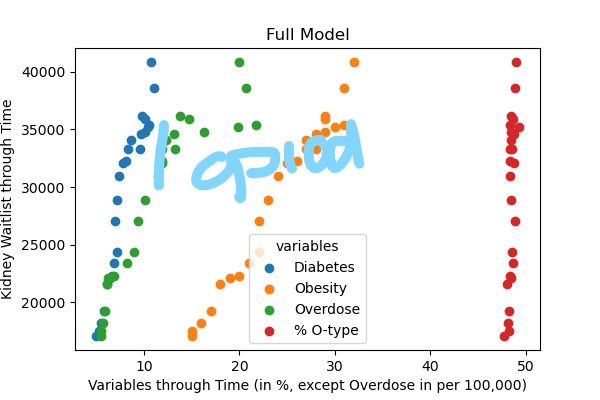 Full Model
Kidney Waitlist through Time
40000
35000
30000
25000
20000
variables
Diabetes
Obesity
Overdose
% O-type
10 20 30 40 50
Variables through Time (in %, except Overdose in per 100,000)